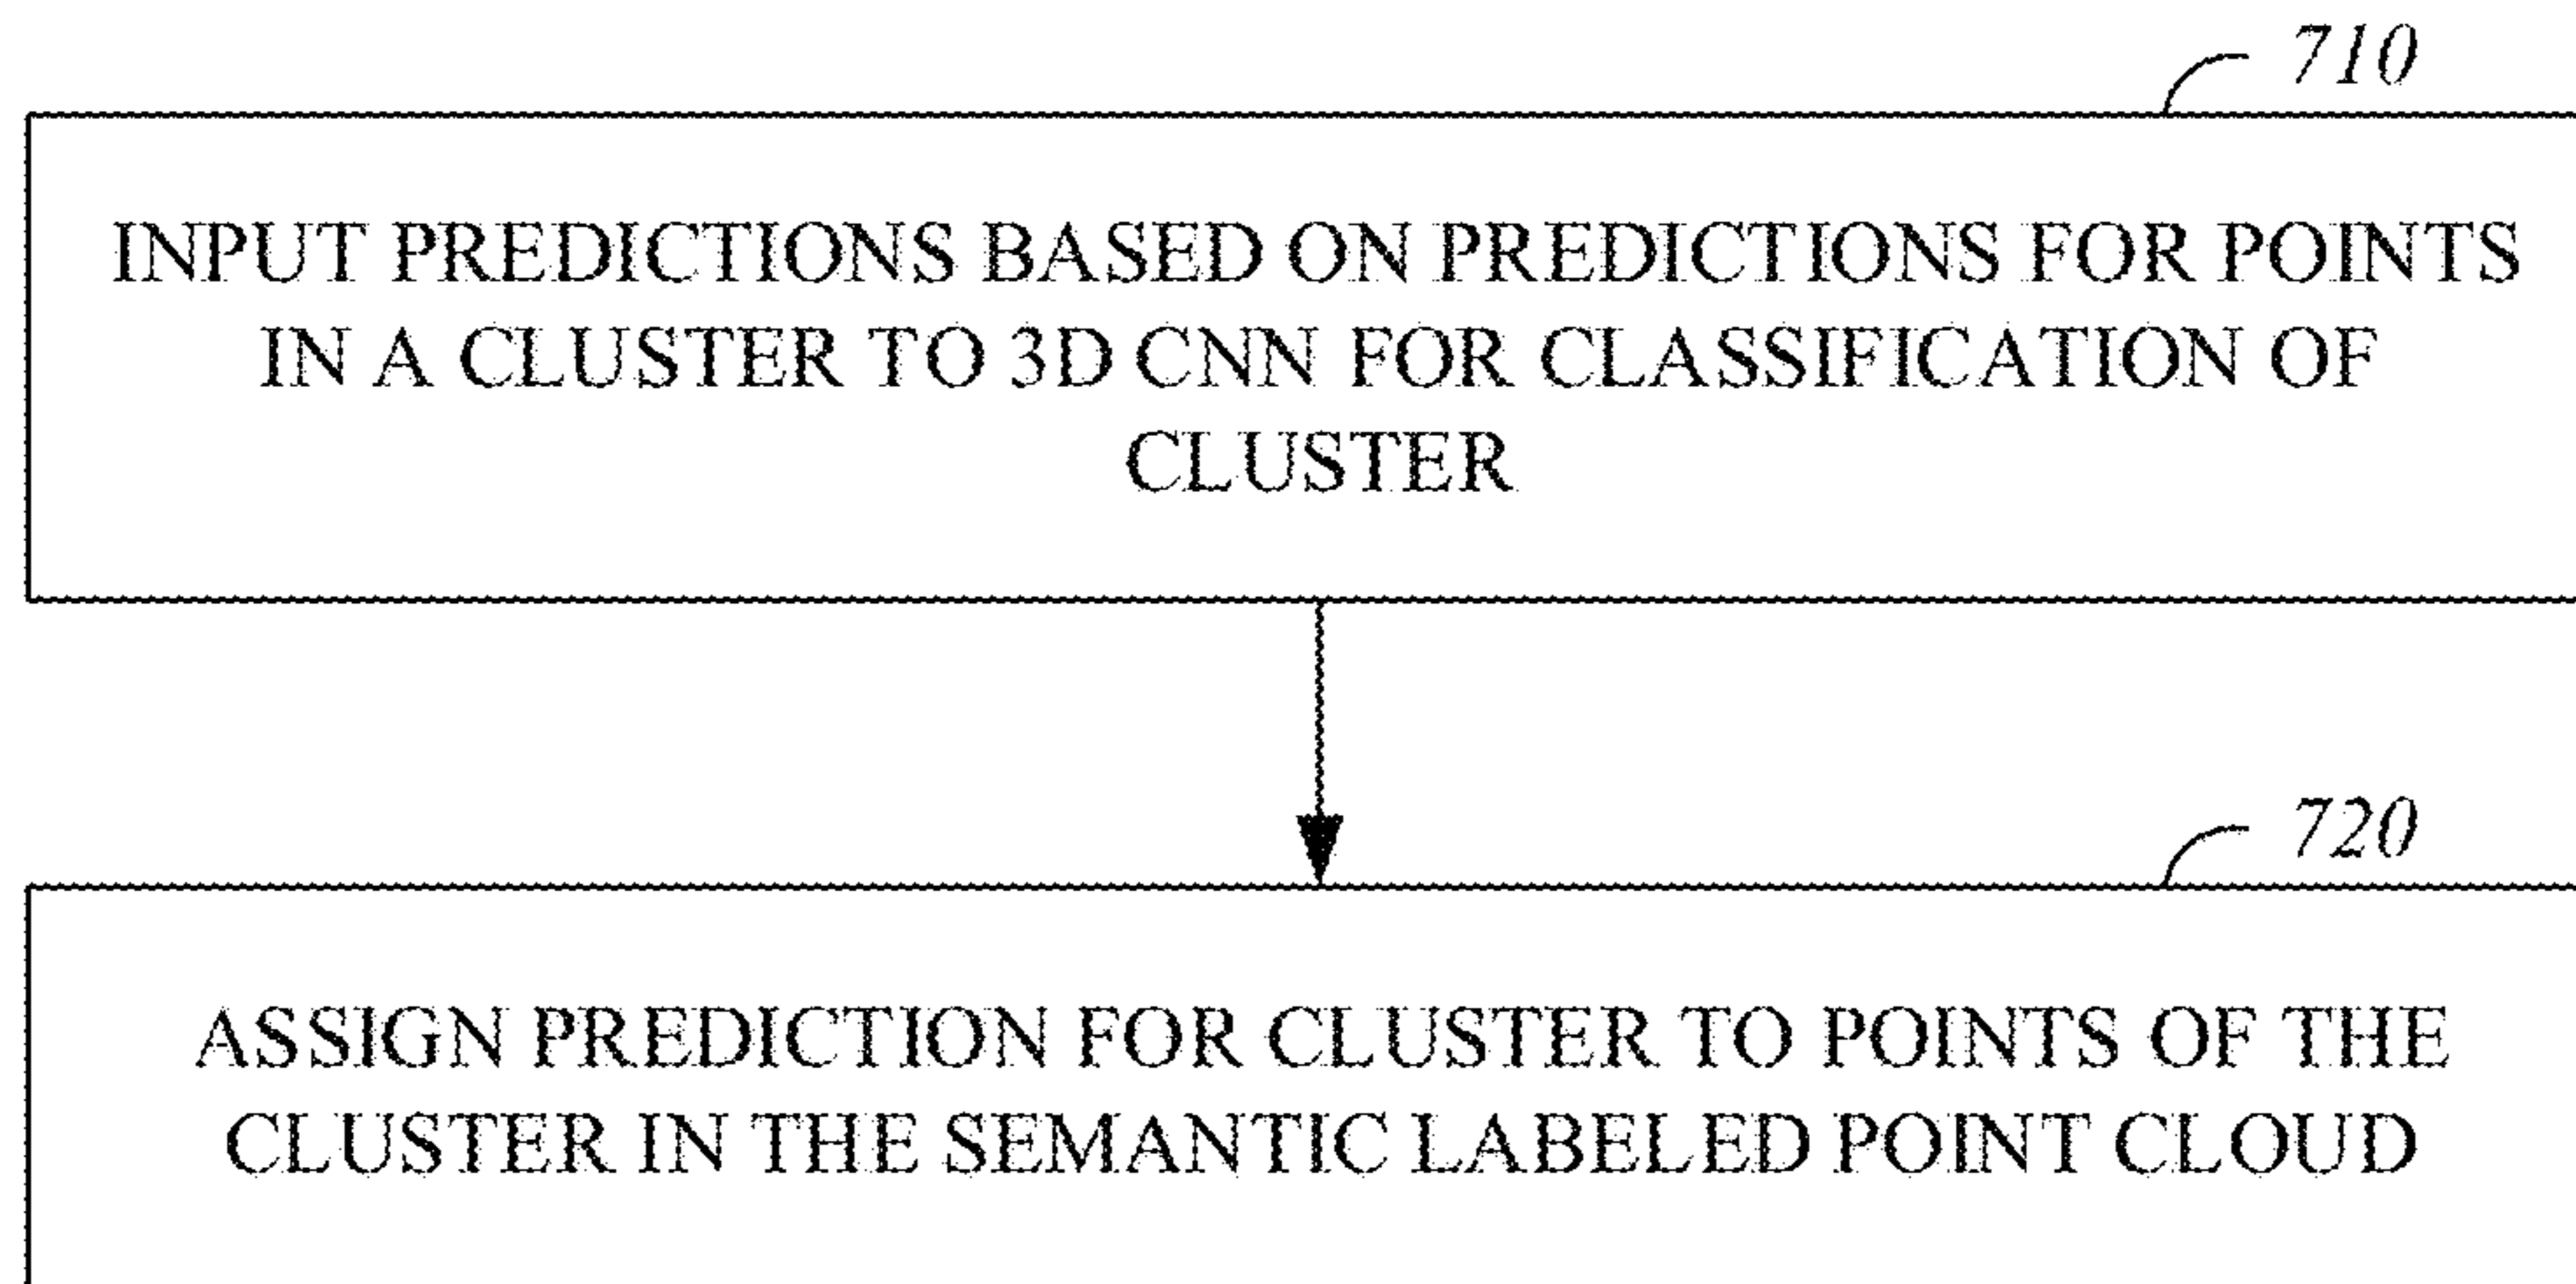 710
INPUT PREDICTIONS BASED ON PREDICTIONS FOR POINTS
IN A CLUSTER TO 3D CNN FOR CLASSIFICATION OF
CLUSTER
720
ASSIGN PREDICTION FOR CLUSTER TO POINTS OF THE
CLUSTER IN THE SEMANTIC LABELED POINT CLOUD